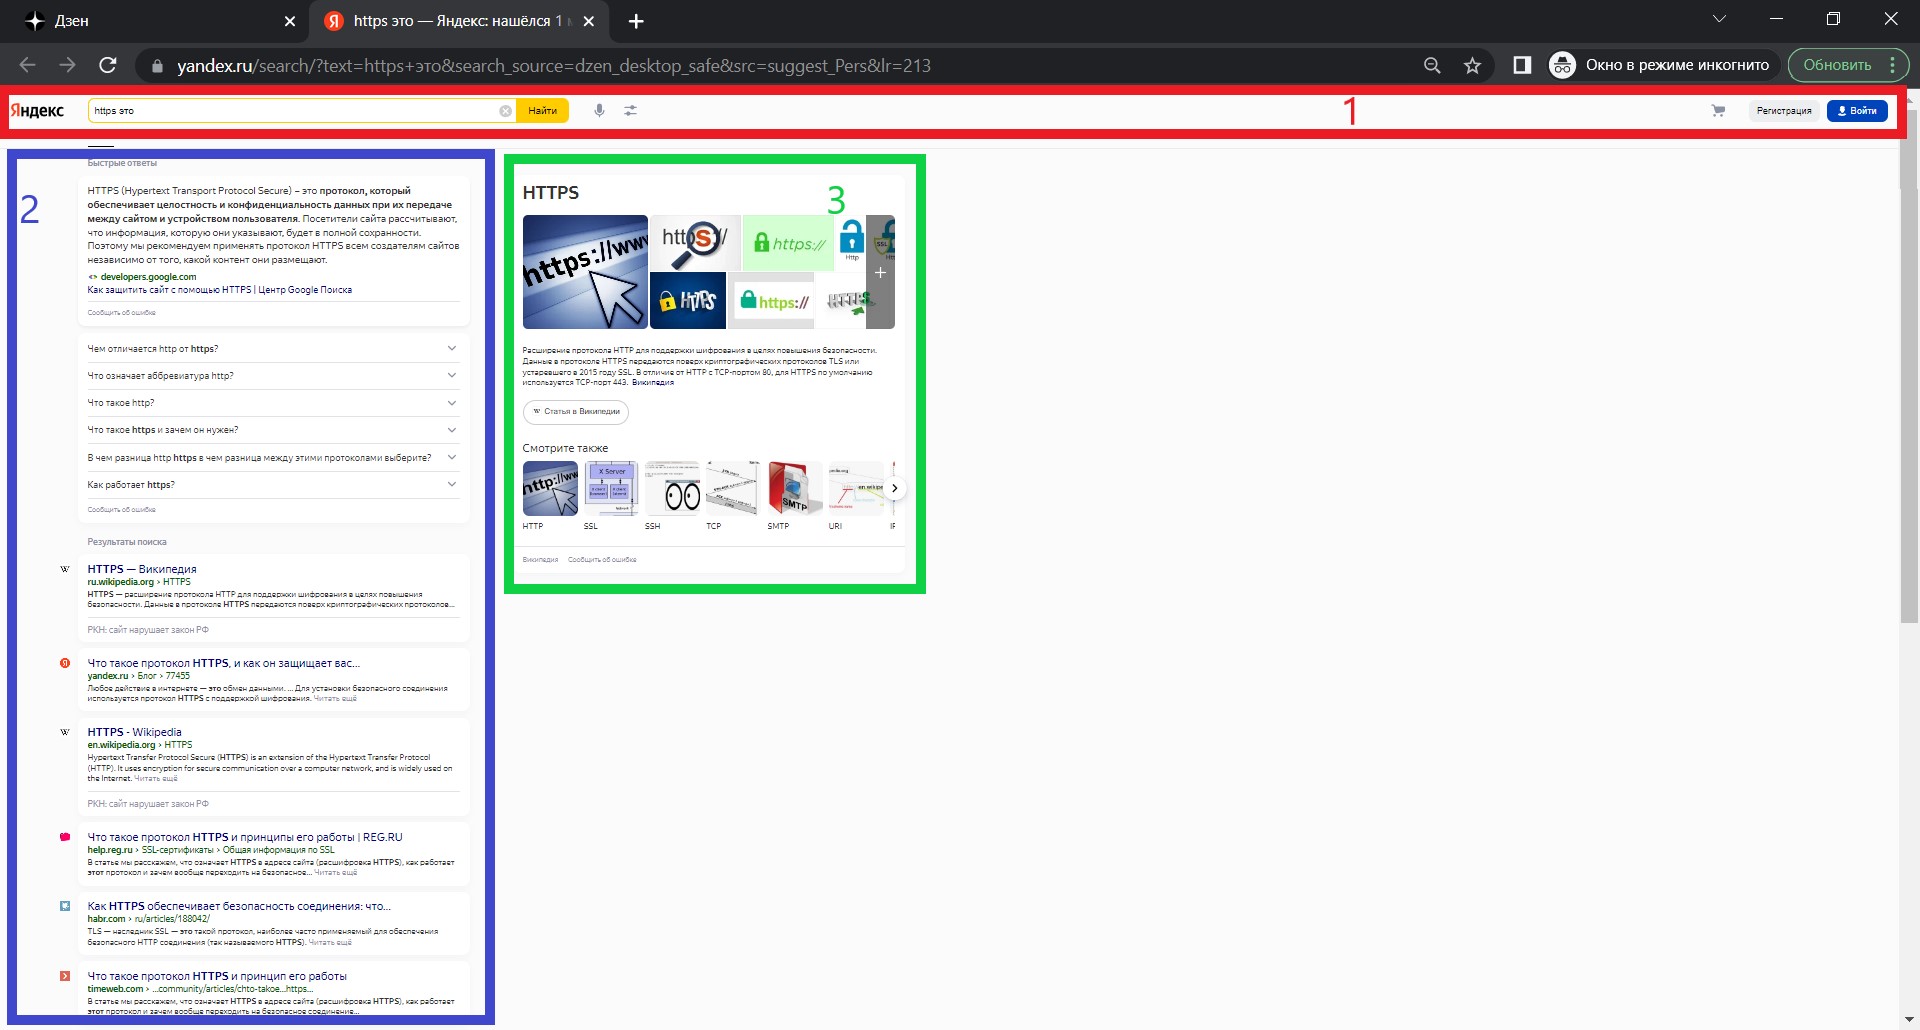 Дзен
https это — Яндекс: нашёлся 1
yandex.ru/search/?text=https+это&search_source=dzen_desktop_safe&src=suggest_Pers&lr=213
Окно в режиме инкогнито
Обновить
Яндекс
https это
Найти
1
Регистрация
Войти
2
Быстрые ответы
HTTPS (Hypertext Transport Protocol Secure) – это протокол, который
обеспечивает целостность и конфиденциальность данных при их передаче
между сайтом и устройством пользователя. Посетители сайта рассчитывают,
что информация, которую они указывают, будет в полной сохранности.
Поэтому мы рекомендуем применять протокол HTTPS всем создателям сайтов
независимо от того, какой контент они размещают.
developers.google.com
Как защитить сайт с помощью HTTPS | Центр Google Поиска
Сообщить об ошибке
Чем отличается http от https?
Что означает аббревиатура http?
Что такое http?
Что такое https и зачем он нужен?
В чем разница http https в чем разница между этими протоколами выберите?
Как работает https?
Сообщить об ошибке
Результаты поиска
HTTPS — Википедия
ru.wikipedia.org › HTTPS
HTTPS — расширение протокола HTTP для поддержки шифрования в целях повышения
безопасности. Данные в протоколе HTTPS передаются поверх криптографических протоколов...
РКН: сайт нарушает закон РФ
Что такое протокол HTTPS, и как он защищает вас...
yandex.ru › Блог › 77455
Любое действие в интернете — это обмен данными. ... Для установки безопасного соединения
используется протокол HTTPS с поддержкой шифрования. Читать ещё
HTTPS - Wikipedia
en.wikipedia.org › HTTPS
Hypertext Transfer Protocol Secure (HTTPS) is an extension of the Hypertext Transfer Protocol
(HTTP). It uses encryption for secure communication over a computer network, and is widely used on
the Internet. Читать ещё
РКН: сайт нарушает закон РФ
Что такое протокол HTTPS и принципы его работы | REG.RU
help.reg.ru › SSL-сертификаты › Общая информация по SSL
В статье мы расскажем, что означает HTTPS в адресе сайта (расшифровка HTTPS), как работает
этот протокол и зачем вообще переходить на безопасное... Читать ещё
Как HTTPS обеспечивает безопасность соединения: что...
habr.com › ru/articles/188042/
TLS — наследник SSL — это такой протокол, наиболее часто применяемый для обеспечения
безопасного HTTP соединения (так называемого HTTPS). Читать ещё
Что такое протокол HTTPS и принцип его работы
timeweb.com › ...community/articles/chto-takoe...https...
В статье мы расскажем, что означает HTTPS в адресе сайта (расшифровка HTTPS), как работает
этот протокол и зачем вообще переходить на безопасное соединение...
HTTPS
3
https://www
https://
https://
Http
SSL
HTTPS
https://
HTTPS
Расширение протокола HTTP для поддержки шифрования в целях повышения безопасности.
Данные в протоколе HTTPS передаются поверх криптографических протоколов TLS или
устаревшего в 2015 году SSL. В отличие от HTTP с TCP-портом 80, для HTTPS по умолчанию
используется TCP-порт 443. Википедия
Статья в Википедии
Смотрите также
http://www
X Server
SMTP
HTTP
SSL
SSH
TCP
SMTP
URI
Википедия
Сообщить об ошибке